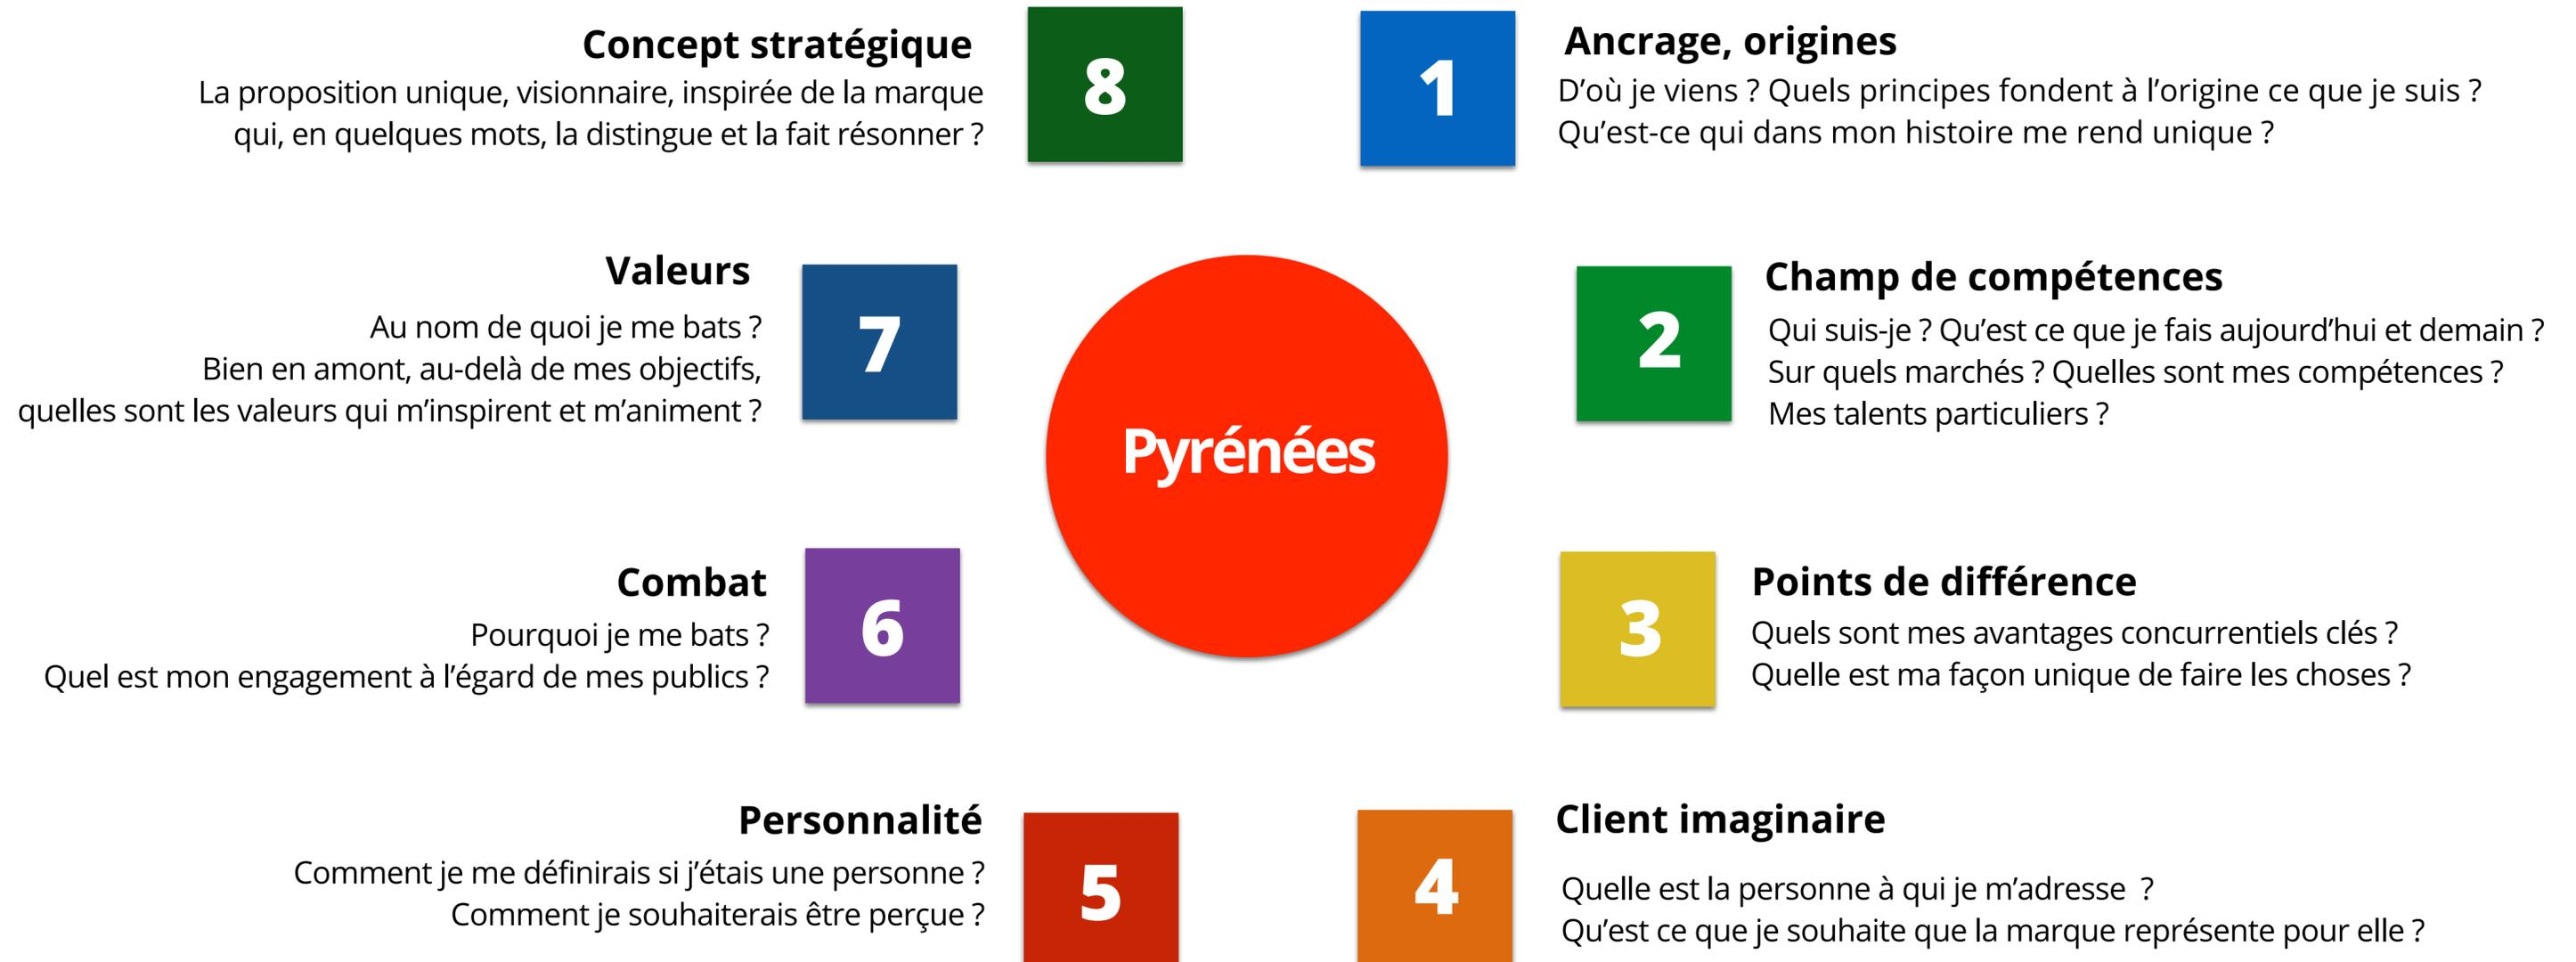 Concept stratégique
La proposition unique, visionnaire, inspirée de la marque
qui, en quelques mots, la distingue et la fait résonner ?
8
1
Ancrage, origines
D’où je viens ? Quels principes fondent à l’origine ce que je suis ?
Qu’est-ce qui dans mon histoire me rend unique ?
Valeurs
Au nom de quoi je me bats ?
Bien en amont, au-delà de mes objectifs,
quelles sont les valeurs qui m’inspirent et m’animent ?
7
Pyrénées
2
Champ de compétences
Qui suis-je ? Qu’est ce que je fais aujourd’hui et demain ?
Sur quels marchés ? Quelles sont mes compétences ?
Mes talents particuliers ?
Combat
Pourquoi je me bats ?
Quel est mon engagement à l’égard de mes publics ?
6
3
Points de différence
Quels sont mes avantages concurrentiels clés ?
Quelle est ma façon unique de faire les choses ?
Personnalité
Comment je me définirais si j’étais une personne ?
Comment je souhaiterais être perçue ?
5
4
Client imaginaire
Quelle est la personne à qui je m’adresse  ?
Qu’est ce que je souhaite que la marque représente pour elle ?